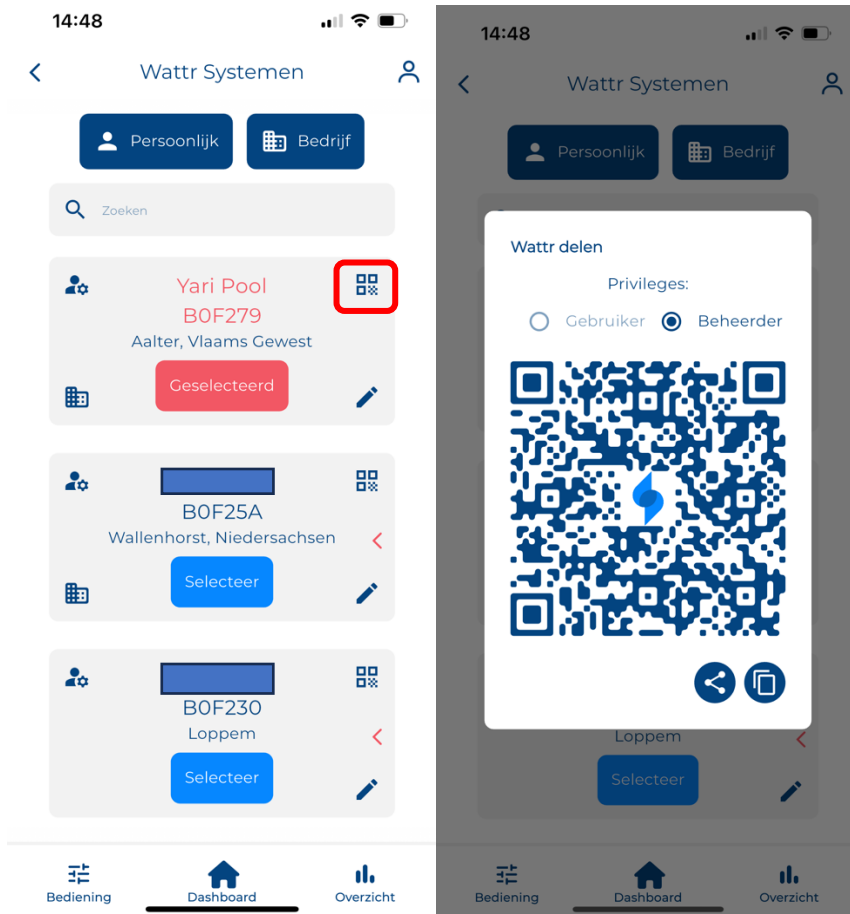 14:48
Wattr Systemen
Persoonlijk
Bedrijf
Zoeken
Yari Pool
B0F279
Aalter, Vlaams Gewest
Geselecteerd
B0F25A
Wallenhorst, Niedersachsen
Selecteer
B0F230
Loppem
Selecteer
Bediening
Dashboard
Overzicht
14:48
Wattr Systemen
Persoonlijk
Bedrijf
Wattr delen
Privileges:
Gebruiker
Beheerder
Loppem
Selecteer
Bediening
Dashboard
Overzicht